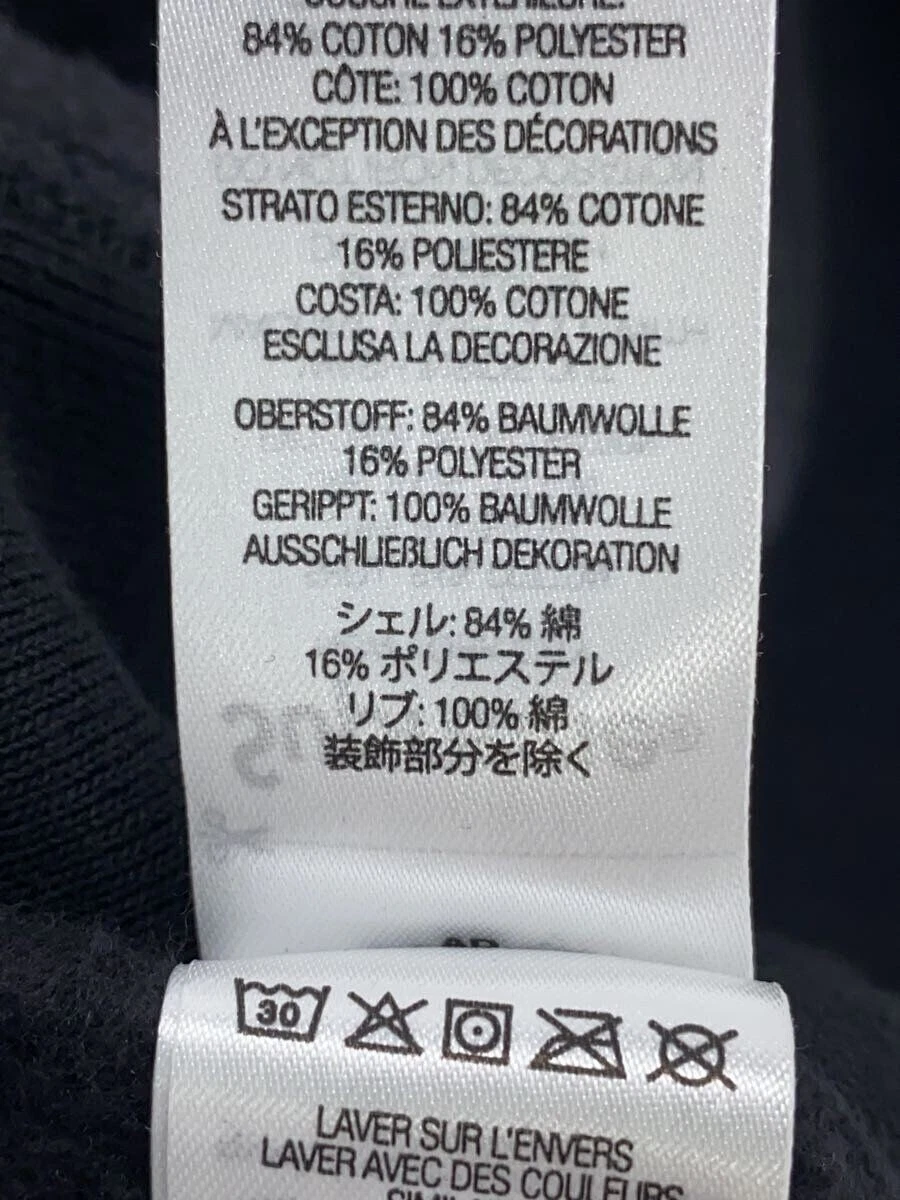 COUCHE EXTÉRIEURE:
84% COTON 16% POLYESTER
CÔTE: 100% COTON
À L'EXCEPTION DES DÉCORATIONS
STRATO ESTERNO: 84% COTONE
16% POLIESTERE
COSTA: 100% COTONE
ESCLUSA LA DECORAZIONE
OBERSTOFF: 84% BAUMWOLLE
16% POLYESTER
GERIPPT: 100% BAUMWOLLE
AUSSCHLIEßLICH DEKORATION
シェル: 84% 綿
16% ポリエステル
リブ: 100% 綿
装飾部分を除く
30
LAVER SUR L'ENVERS
LAVER AVEC DES COULEURS